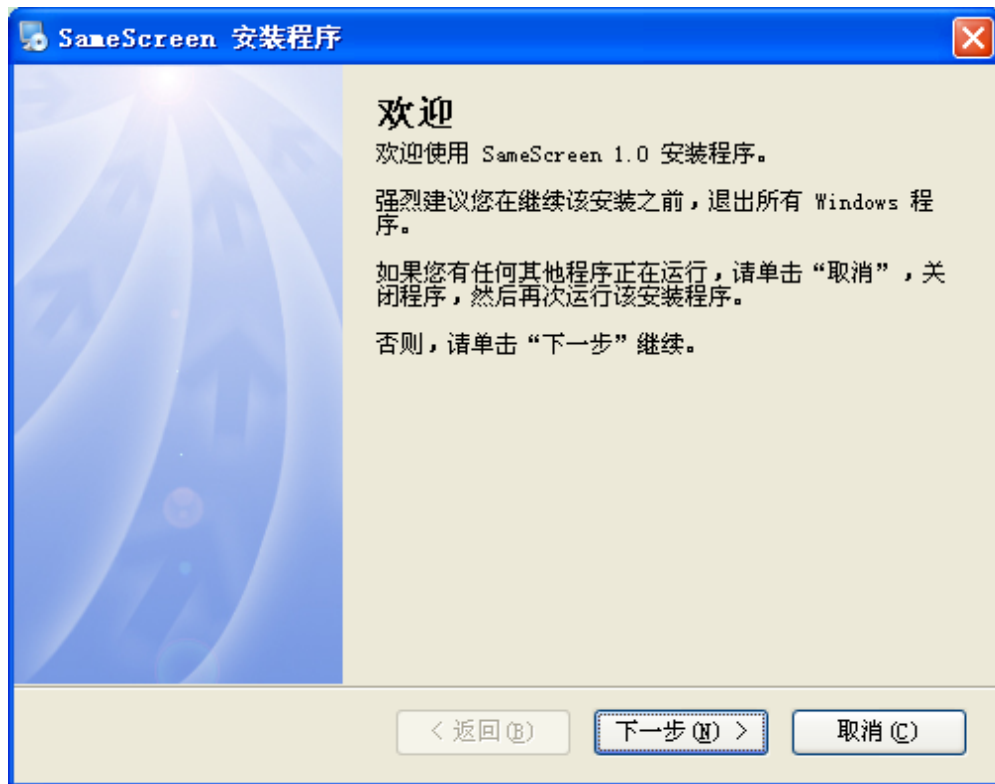 SameScreen 安装程序
欢迎
欢迎使用 SameScreen 1.0 安装程序。
强烈建议您在继续该安装之前，退出所有 Windows 程
序。
如果您有任何其他程序正在运行，请单击“取消”，关
闭程序，然后再次运行该安装程序。
否则，请单击“下一步”继续。
< 返回(B)
下一步(N) >
取消(C)